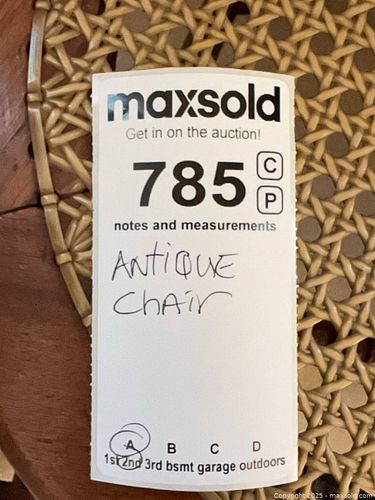 maxsold
Get in on the auction!
785 C
P
notes and measurements
ANTIQUE
CHAIR
A B C D
1st 2nd 3rd bsmt garage outdoors
Copyright 2025 - maxsold.com